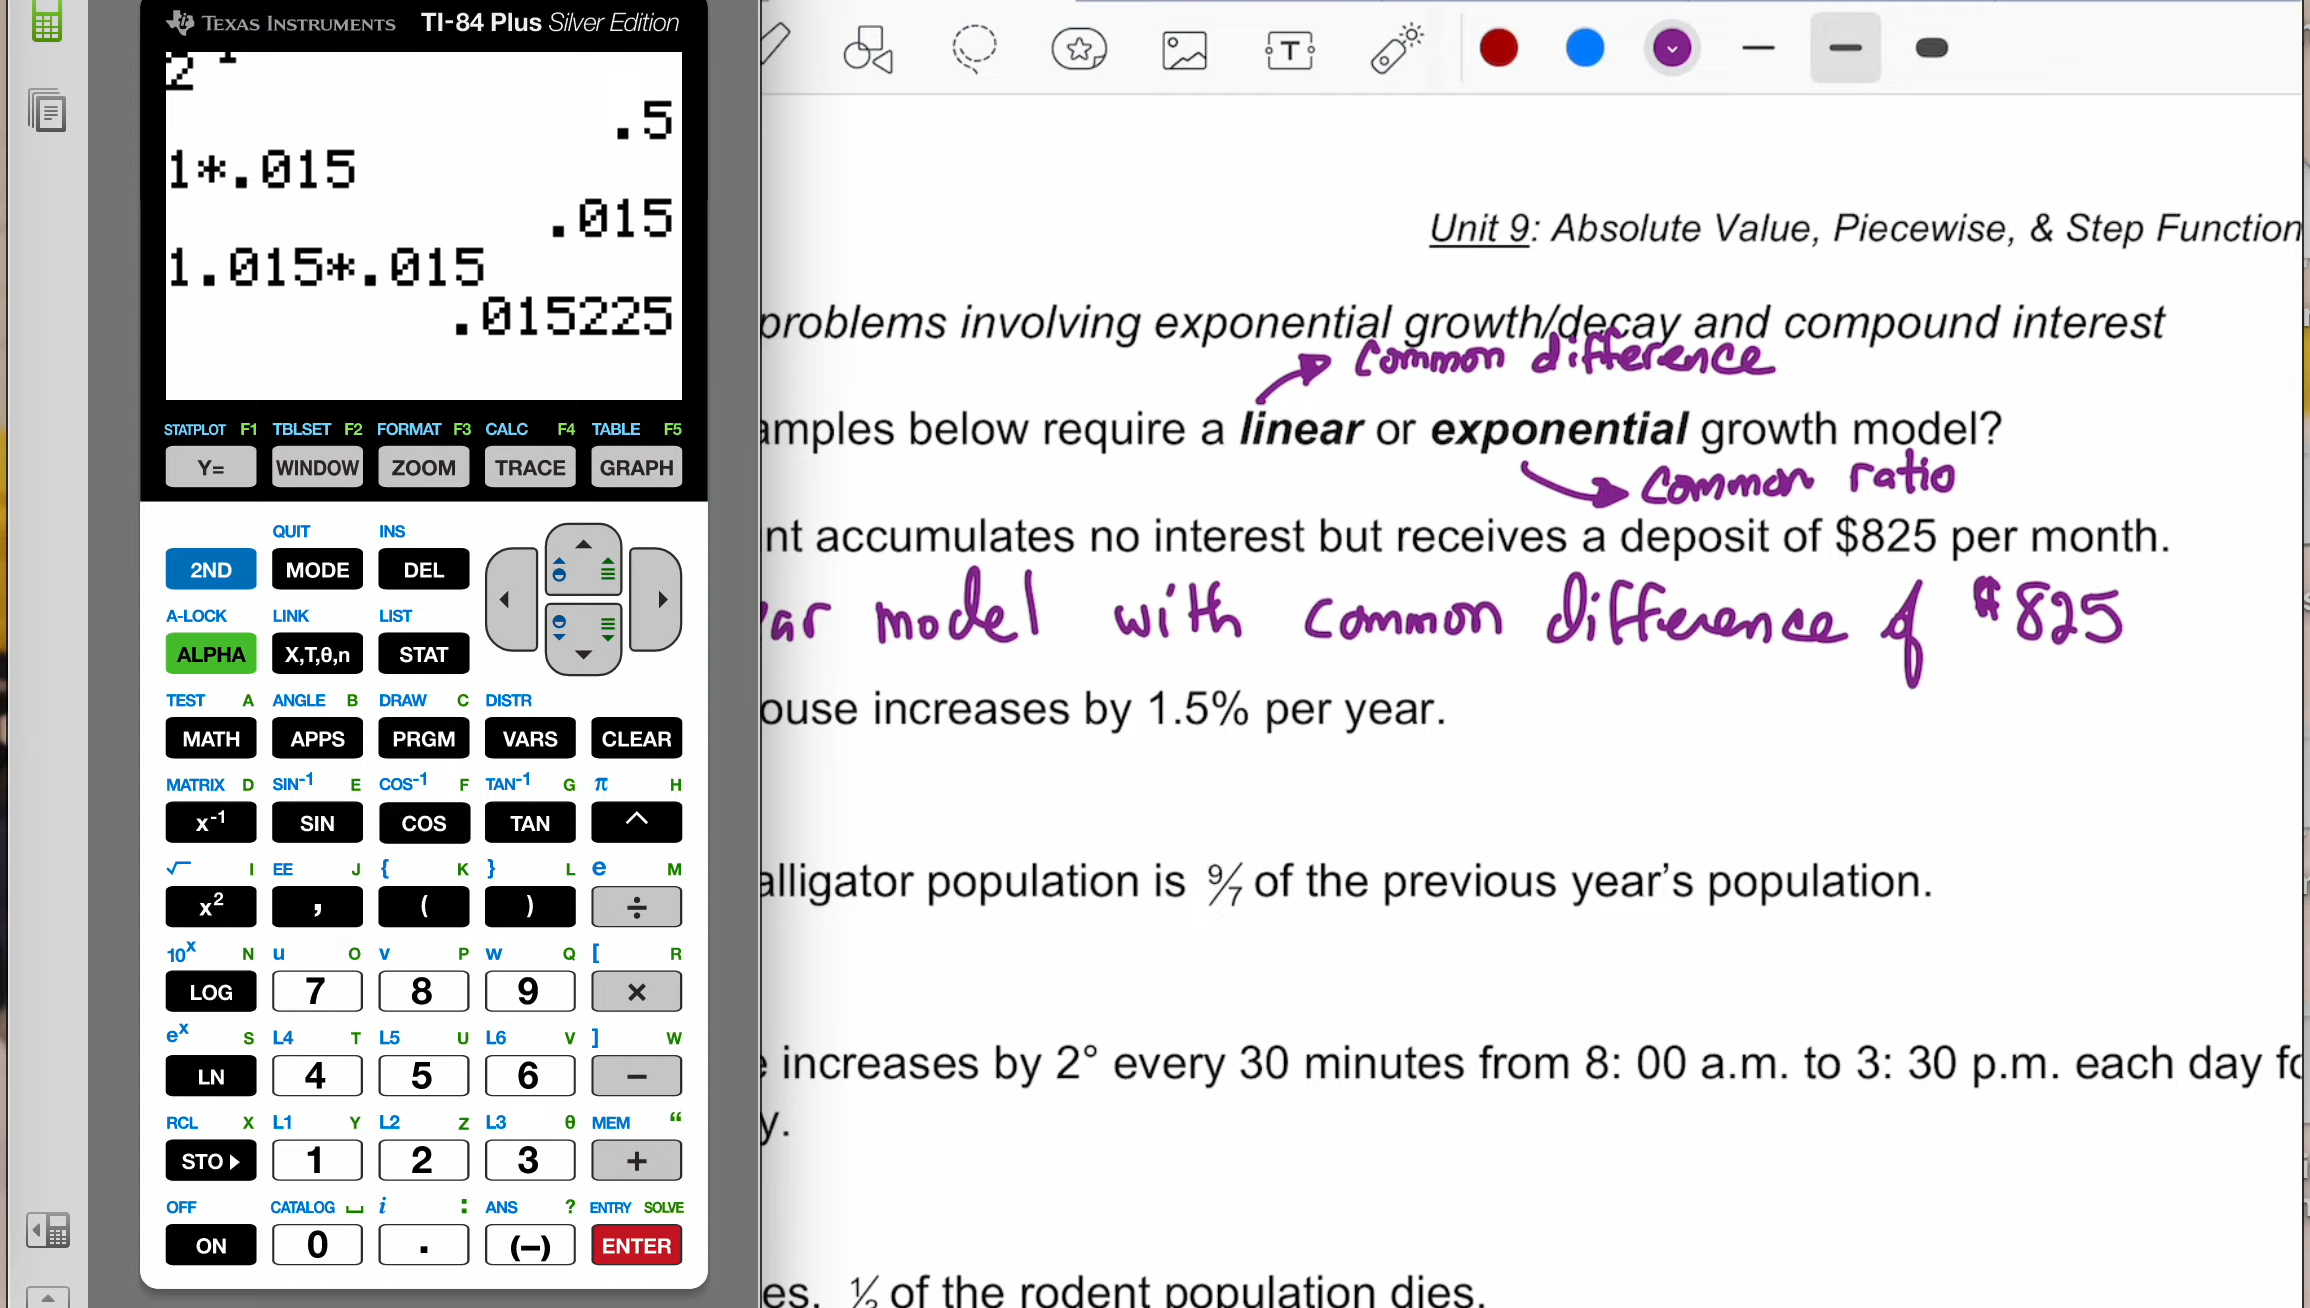 TEXAS INSTRUMENTS TI-84 Plus Silver Edition
.5
1*.015
.015
1.015*.015
.015225
STATPLOT F1 TBLSET F2 FORMAT F3 CALC F4 TABLE F5
Y= WINDOW ZOOM TRACE GRAPH
QUIT INS
2ND MODE DEL
A-LOCK LINK LIST
ALPHA X,T,θ,n STAT
TEST A ANGLE B DRAW C DISTR
MATH APPS PRGM VARS CLEAR
MATRIX D SIN⁻¹ E COS⁻¹ F TAN⁻¹ G π H
x⁻¹ SIN COS TAN ^
√ I EE J { K } L e M
x² , ( ) ÷
10ˣ N u O v P w Q [ R
LOG 7 8 9 ×
eˣ S L4 T L5 U L6 V ] W
LN 4 5 6 −
RCL X L1 Y L2 Z L3 θ MEM “
STO▸ 1 2 3 +
OFF CATALOG ⎵ i : ANS ? ENTRY SOLVE
ON 0 . (−) ENTER
T
Unit 9: Absolute Value, Piecewise, & Step Function
problems involving exponential growth/decay and compound interest
common difference
amples below require a linear or exponential growth model?
common ratio
nt accumulates no interest but receives a deposit of $825 per month.
ar model with common difference of $825
ouse increases by 1.5% per year.
alligator population is 9/7 of the previous year’s population.
e increases by 2° every 30 minutes from 8: 00 a.m. to 3: 30 p.m. each day fo
y.
es, ½ of the rodent population dies.